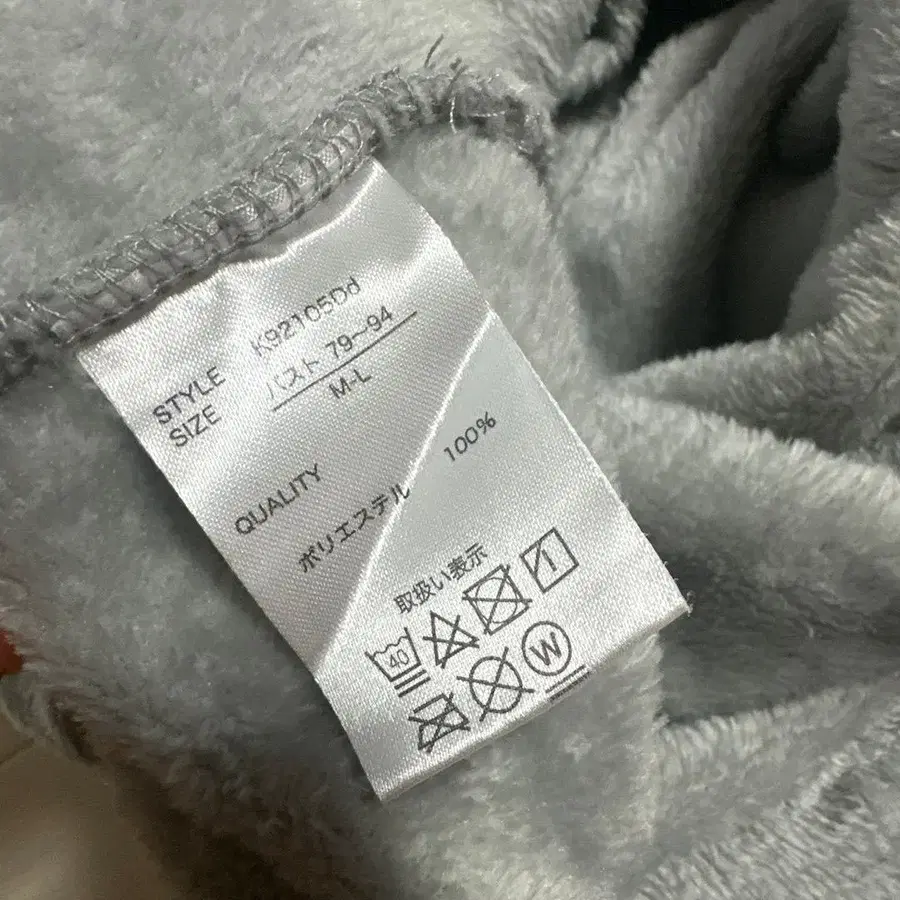 STYLE K92105Dd
SIZE バスト 79~94
M-L
QUALITY
ポリエステル 100%
取扱い表示
40
W